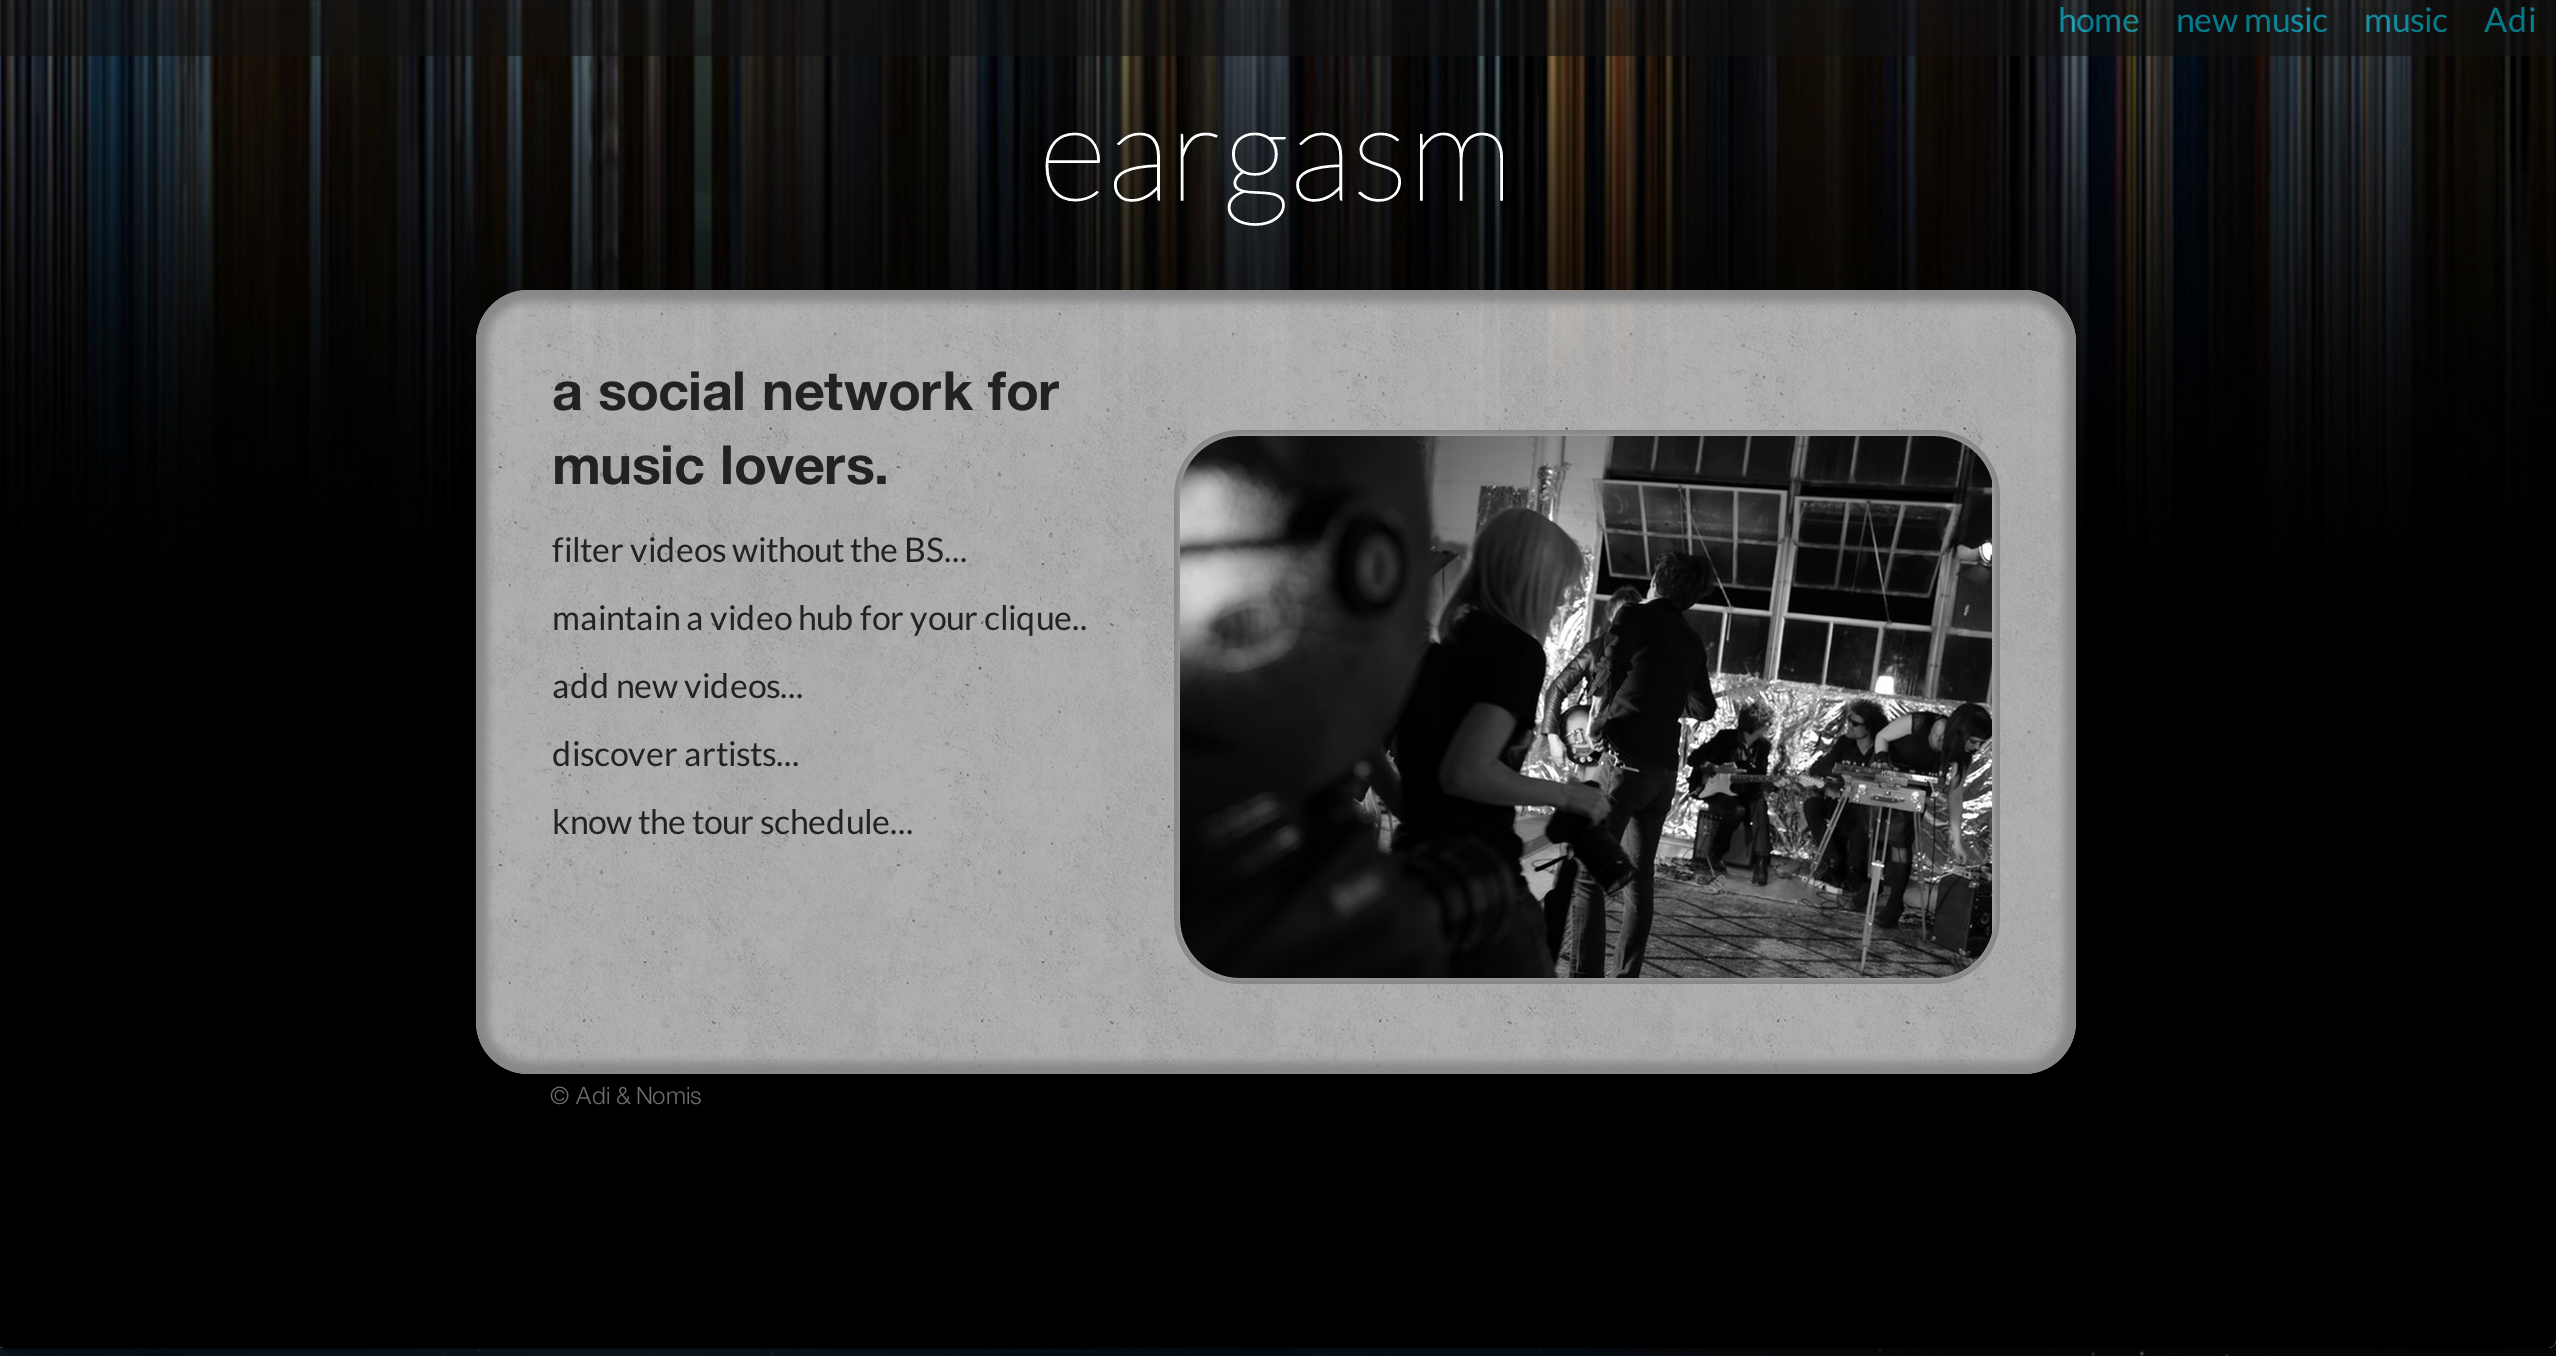 home new music music Adi
eargasm
a social network for
music lovers.
filter videos without the BS...
maintain a video hub for your clique..
add new videos...
discover artists...
know the tour schedule...
© Adi & Nomis